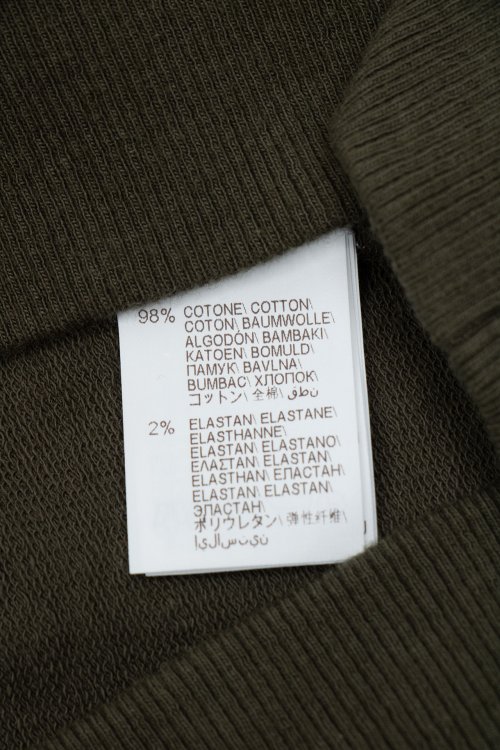 98% COTONE\ COTTON\
COTON\ BAUMWOLLE\
ALGODÓN\ BAMBAKI\
KATOEN\ BOMULD\
ПАМУК\ BAVLNA\
BUMBAC\ ХЛОПОК\
コットン\ 全棉\ قطن
2% ELASTAN\ ELASTANE\
ELASTHANNE\
ELASTAN\ ELASTANO\
ΕΛΑΣΤΑΝ\ ELASTAN\
ELASTHAN\ ЕЛАСТАН\
ELASTAN\ ELASTAN\
ЭЛАСТАН\
ポリウレタン\ 弾性纤维\
إيلاستين